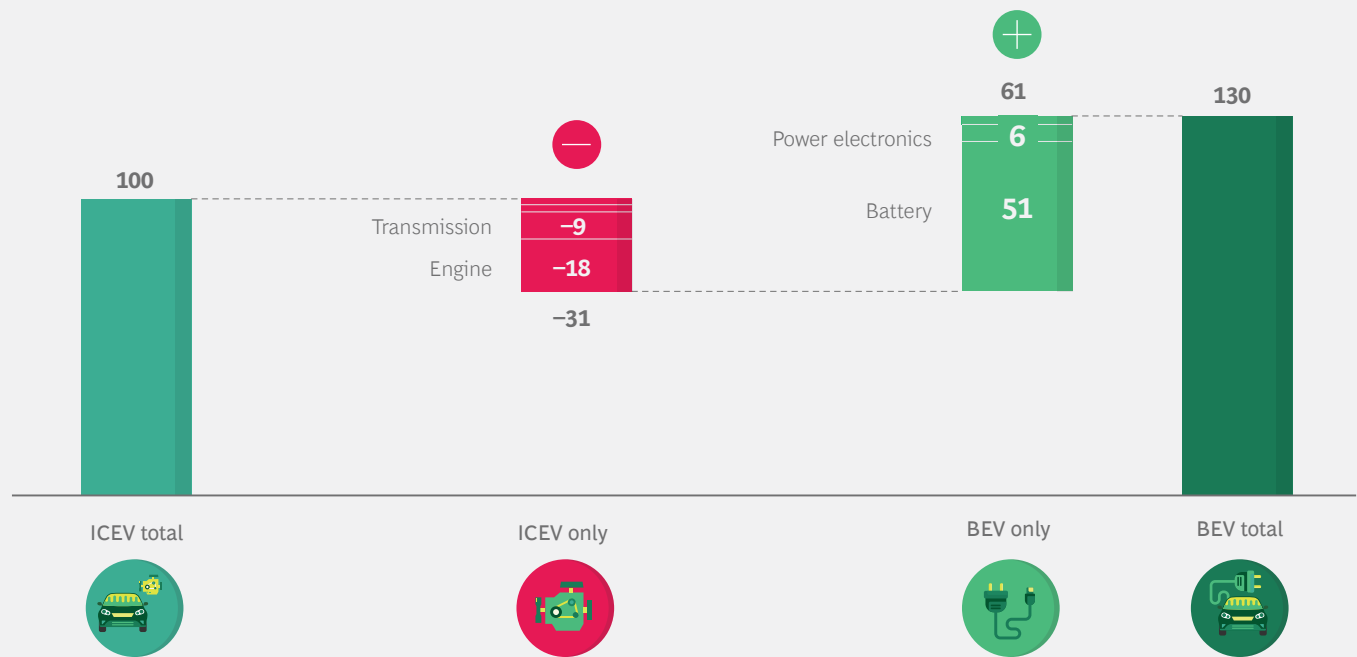 61
130
Power electronics
6
100
Battery
51
Transmission
–9
Engine
–18
–31
ICEV total
ICEV only
BEV only
BEV total